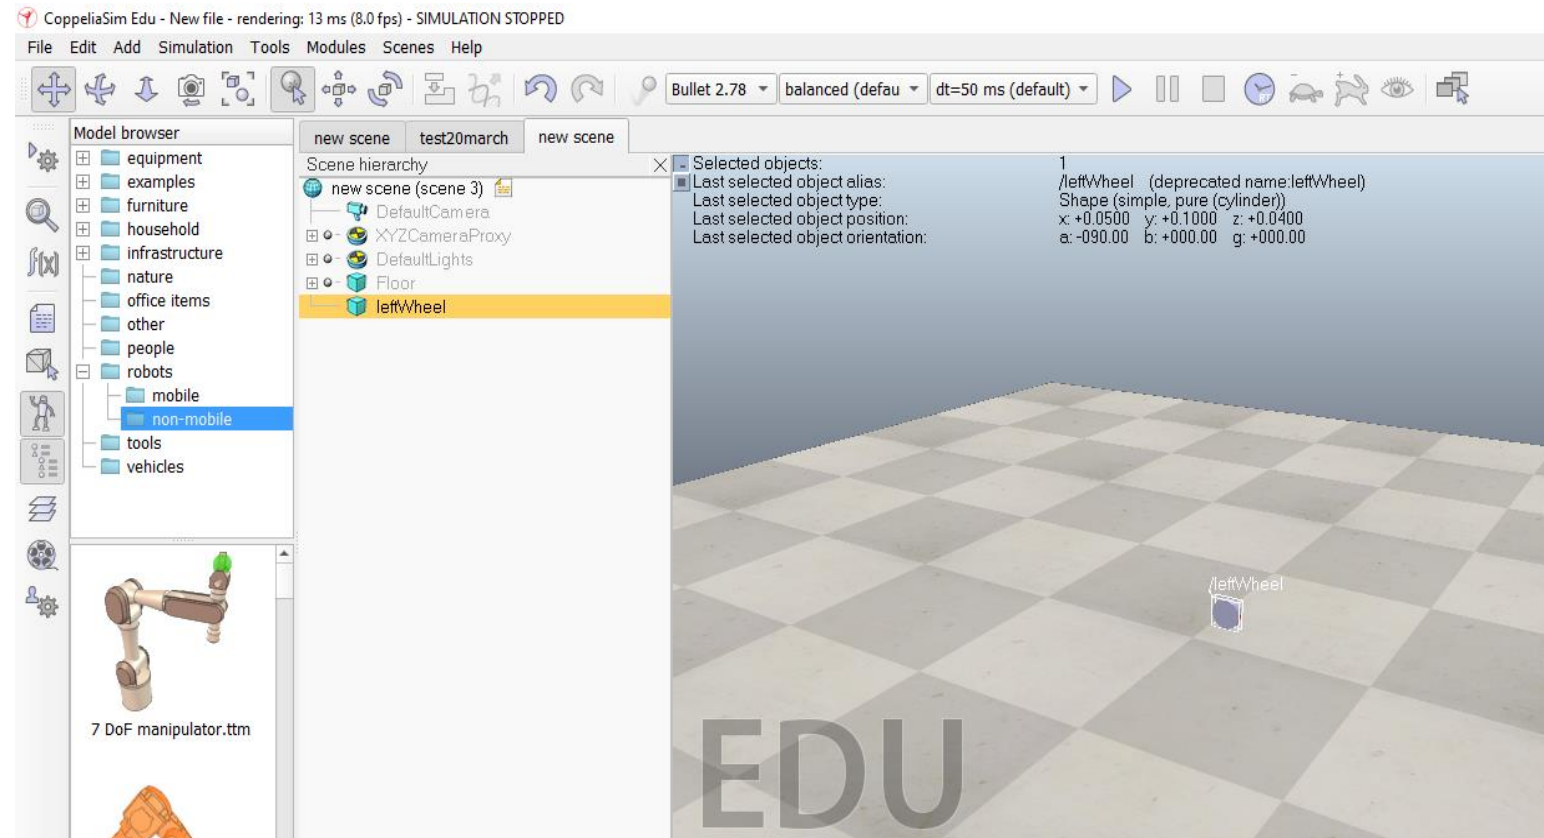 CoppeliaSim Edu - New file - rendering: 13 ms (8.0 fps) - SIMULATION STOPPED
File Edit Add Simulation Tools Modules Scenes Help
Bullet 2.78 balanced (defau dt=50 ms (default)
Model browser
equipment
examples
furniture
household
infrastructure
nature
office items
other
people
robots
mobile
non-mobile
tools
vehicles
7 DoF manipulator.ttm
new scene test20march new scene
Scene hierarchy
new scene (scene 3)
DefaultCamera
XYZCameraProxy
DefaultLights
Floor
leftWheel
Selected objects: 1
Last selected object alias: /leftWheel (deprecated name:leftWheel)
Last selected object type: Shape (simple, pure (cylinder))
Last selected object position: x: +0.0500 y: +0.1000 z: +0.0400
Last selected object orientation: a: -090.00 b: +000.00 g: +000.00
/leftWheel
EDU